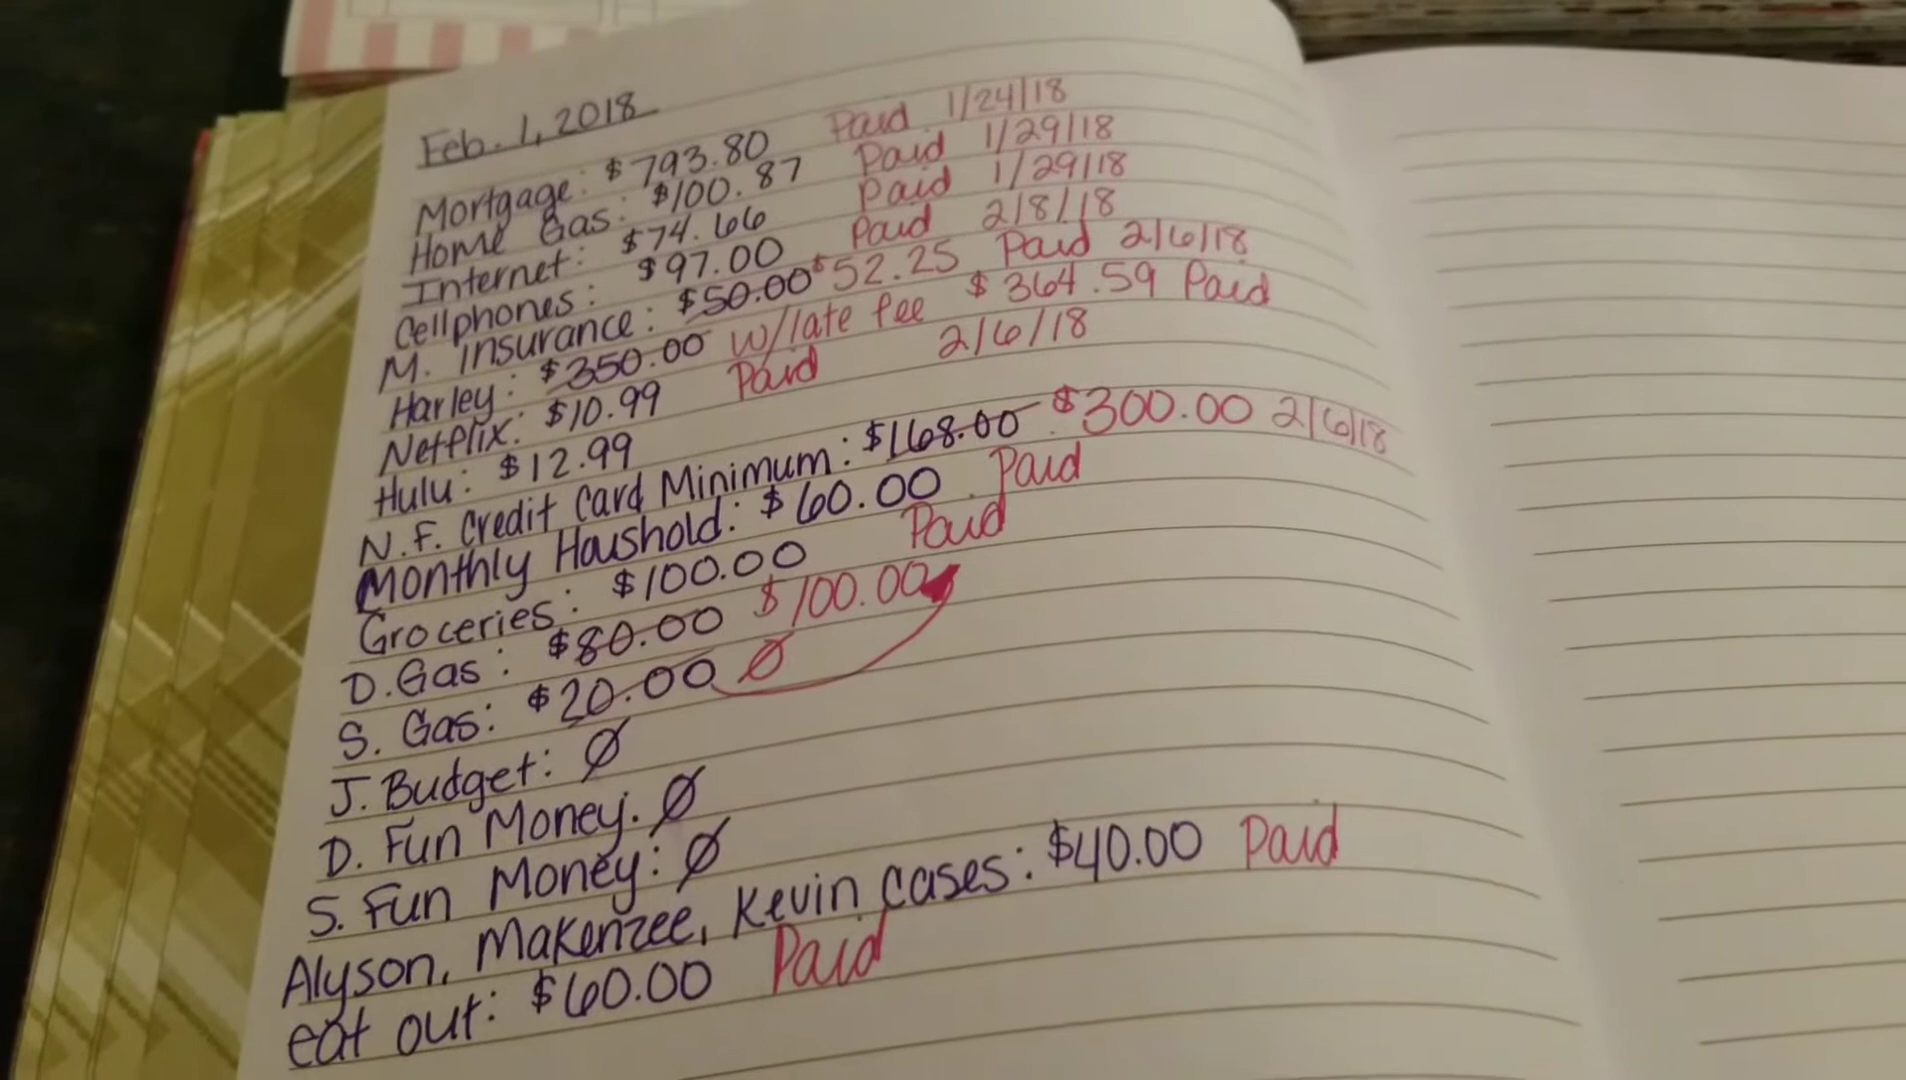 Feb. 1, 2018
Mortgage: $793.80 Paid 1/24/18
Home Gas: $100.87 Paid 1/29/18
Internet: $74.66 Paid 1/29/18
Cellphones: $97.00 Paid 2/8/18
M. Insurance: $50.00 $52.25 Paid 2/6/18
Harley: $350.00 w/late fee $364.59 Paid
Netflix: $10.99 Paid 2/6/18
Hulu: $12.99
N.F. Credit Card Minimum: $168.00 $300.00 2/6/18
Monthly Houshold: $60.00 Paid
Groceries: $100.00 Paid
D. Gas: $80.00 $100.00
S. Gas: $20.00 Ø
J. Budget: Ø
D. Fun Money. Ø
S. Fun Money: Ø
Alyson, Makenzee, Kevin cases: $40.00 Paid
eat out: $60.00 Paid